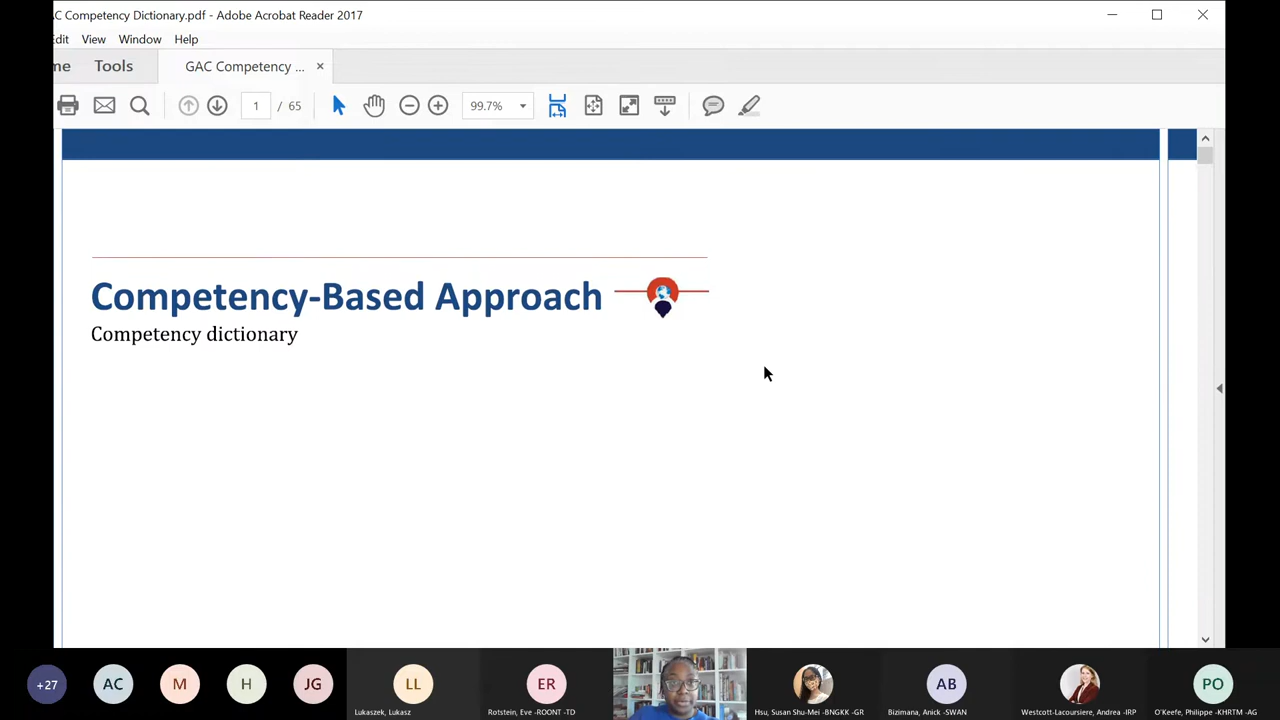 C Competency Dictionary.pdf - Adobe Acrobat Reader 2017
dit View Window Help
me Tools GAC Competency ... ×
1 / 65 99.7%
Competency-Based Approach
Competency dictionary
+27 AC M H JG LL ER AB PO
Lukaszek, Lukasz
Rotstein, Eve -ROONT -TD
Hsu, Susan Shu-Mei -BNGKK -GR
Bizimana, Anick -SWAN
Westcott-Lacoursiere, Andrea -IRP
O'Keefe, Philippe -KHRTM -AG